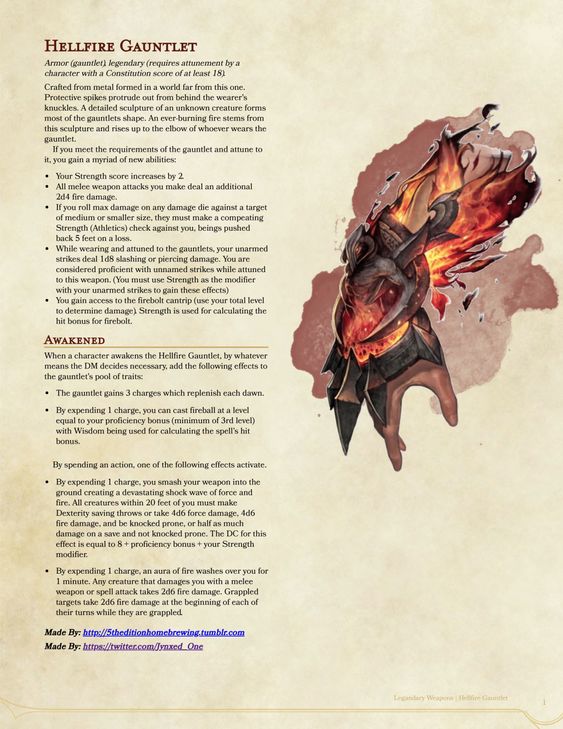 Hellfire Gauntlet
Armor (gauntlet), legendary (requires attunement by a
character with a Constitution score of at least 18).
Crafted from metal formed in a world far from this one.
Protective spikes protrude out from behind the wearer's
knuckles. A detailed sculpture of an unknown creature forms
most of the gauntlets shape. An ever-burning fire stems from
this sculpture and rises up to the elbow of whoever wears the
gauntlet.
If you meet the requirements of the gauntlet and attune to
it, you gain a myriad of new abilities:
• Your Strength score increases by 2.
• All melee weapon attacks you make deal an additional
2d4 fire damage.
• If you roll max damage on any damage die against a target
of medium or smaller size, they must make a compeating
Strength (Athletics) check against you, beings pushed
back 5 feet on a loss.
• While wearing and attuned to the gauntlets, your unarmed
strikes deal 1d8 slashing or piercing damage. You are
considered proficient with unnamed strikes while attuned
to this weapon. (You must use Strength as the modifier
with your unarmed strikes to gain these effects)
• You gain access to the firebolt cantrip (use your total level
to determine damage). Strength is used for calculating the
hit bonus for firebolt.
Awakened
When a character awakens the Hellfire Gauntlet, by whatever
means the DM decides necessary, add the following effects to
the gauntlet's pool of traits:
• The gauntlet gains 3 charges which replenish each dawn.
• By expending 1 charge, you can cast fireball at a level
equal to your proficiency bonus (minimum of 3rd level)
with Wisdom being used for calculating the spell's hit
bonus.
By spending an action, one of the following effects activate.
• By expending 1 charge, you smash your weapon into the
ground creating a devastating shock wave of force and
fire. All creatures within 20 feet of you must make
Dexterity saving throws or take 4d6 force damage, 4d6
fire damage, and be knocked prone, or half as much
damage on a save and not knocked prone. The DC for this
effect is equal to 8 + proficiency bonus + your Strength
modifier.
• By expending 1 charge, an aura of fire washes over you for
1 minute. Any creature that damages you with a melee
weapon or spell attack takes 2d6 fire damage. Grappled
targets take 2d6 fire damage at the beginning of each of
their turns while they are grappled.
Made By: http://5theditionhomebrewing.tumblr.com
Made By: https://twitter.com/Jynxed_One
Legandary Weapons | Hellfire Gauntlet
1